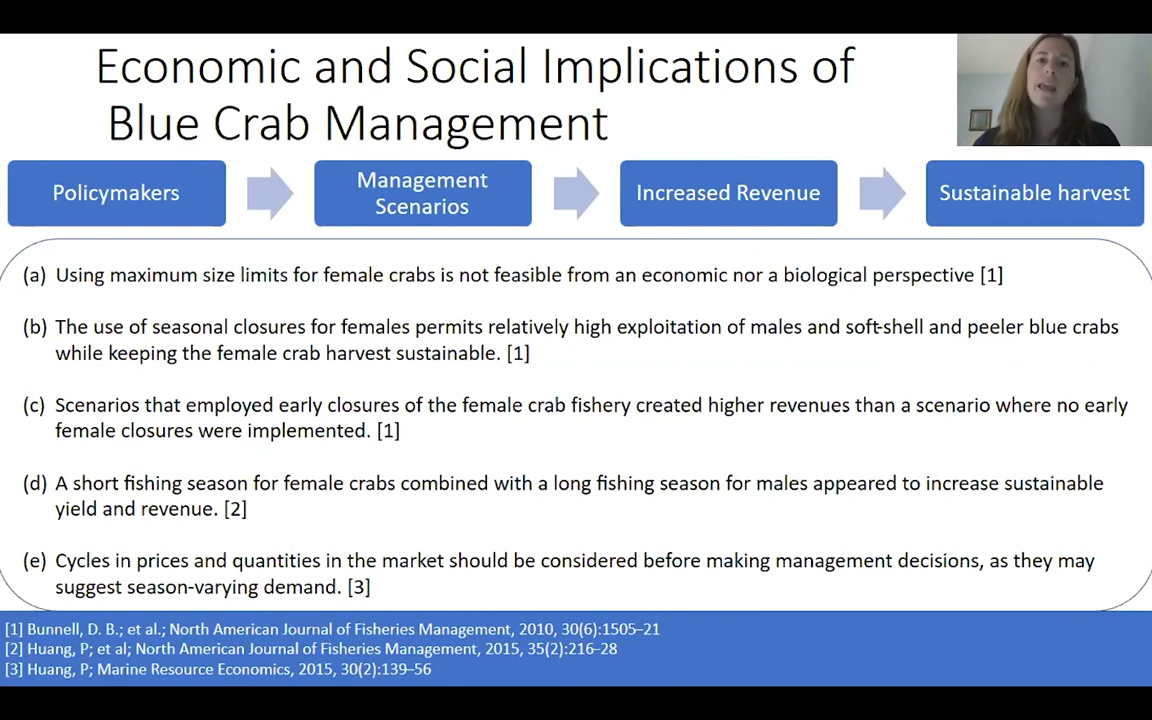 Economic and Social Implications of
Blue Crab Management
Policymakers
Management
Scenarios
Increased Revenue
Sustainable harvest
(a) Using maximum size limits for female crabs is not feasible from an economic nor a biological perspective [1]
(b) The use of seasonal closures for females permits relatively high exploitation of males and soft-shell and peeler blue crabs
while keeping the female crab harvest sustainable. [1]
(c) Scenarios that employed early closures of the female crab fishery created higher revenues than a scenario where no early
female closures were implemented. [1]
(d) A short fishing season for female crabs combined with a long fishing season for males appeared to increase sustainable
yield and revenue. [2]
(e) Cycles in prices and quantities in the market should be considered before making management decisions, as they may
suggest season-varying demand. [3]
[1] Bunnell, D. B.; et al.; North American Journal of Fisheries Management, 2010, 30(6):1505–21
[2] Huang, P; et al; North American Journal of Fisheries Management, 2015, 35(2):216–28
[3] Huang, P; Marine Resource Economics, 2015, 30(2):139–56